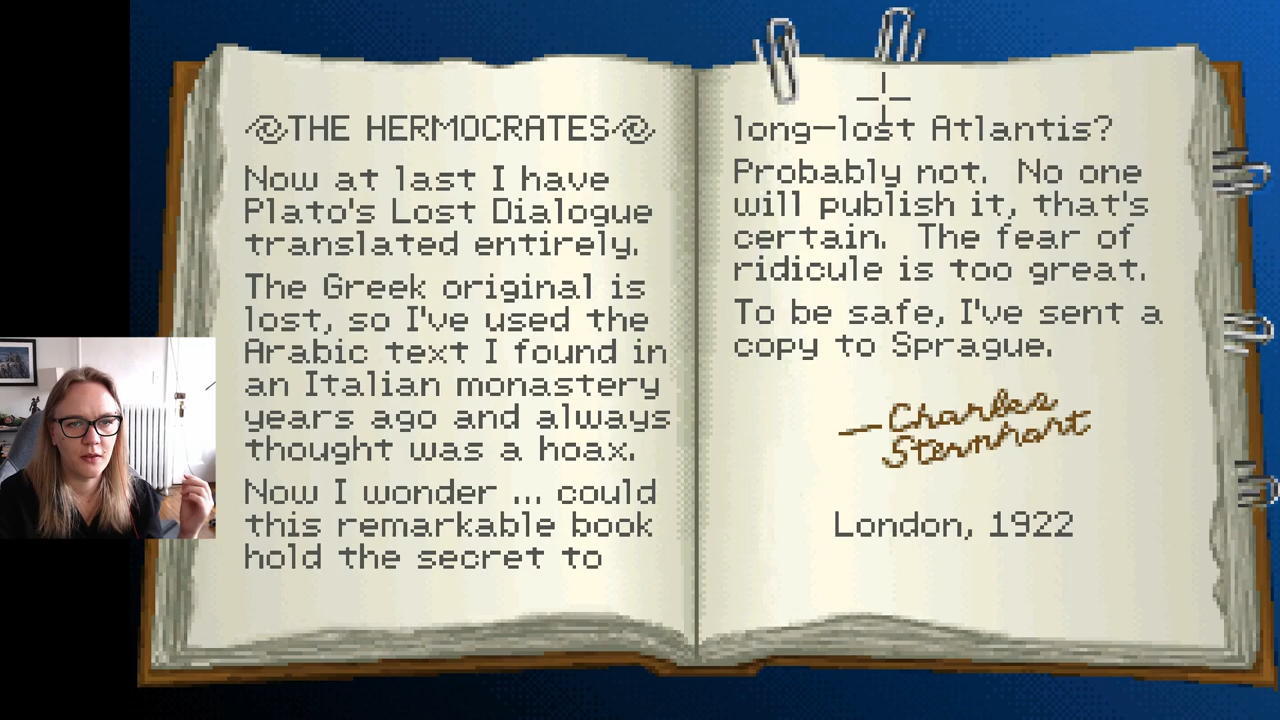 THE HERMOCRATES
Now at last I have
Plato's Lost Dialogue
translated entirely.
The Greek original is
lost, so I've used the
Arabic text I found in
an Italian monastery
years ago and always
thought was a hoax.
Now I wonder ... could
this remarkable book
hold the secret to
long-lost Atlantis?
Probably not. No one
will publish it, that's
certain. The fear of
ridicule is too great.
To be safe, I've sent a
copy to Sprague.
—Charles
Sternhart
London, 1922